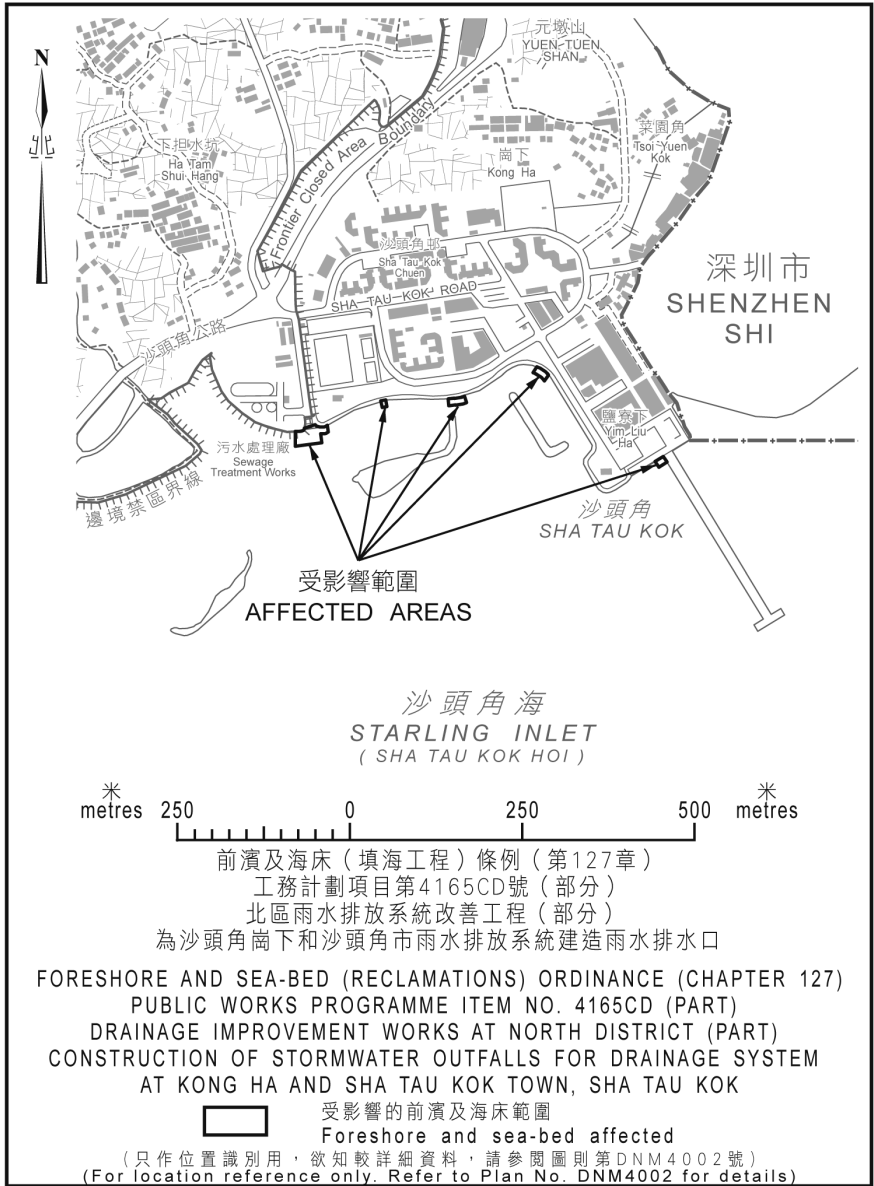 元墩山
YUEN TUEN
SHAN
N
菜園角
Tsoi Yuen
Kok
下担水坑
Ha Tam
Shui Hang
崗下
Kong Ha
Frontier Closed Area Boundary
沙頭角邨
Sha Tau Kok
Chuen
深圳市
SHENZHEN
SHI
SHA TAU KOK ROAD
沙頭角公路
鹽寮下
Yim Liu
Ha
污水處理廠
Sewage
Treatment Works
邊境禁區界線
沙頭角
SHA TAU KOK
受影響範圍
AFFECTED AREAS
沙頭角海
STARLING INLET
( SHA TAU KOK HOI )
米
metres 250 0 250 500 米
metres
前濱及海床（填海工程）條例（第127章）
工務計劃項目第4165CD號（部分）
北區雨水排放系統改善工程（部分）
為沙頭角崗下和沙頭角市雨水排放系統建造雨水排水口
FORESHORE AND SEA-BED (RECLAMATIONS) ORDINANCE (CHAPTER 127)
PUBLIC WORKS PROGRAMME ITEM NO. 4165CD (PART)
DRAINAGE IMPROVEMENT WORKS AT NORTH DISTRICT (PART)
CONSTRUCTION OF STORMWATER OUTFALLS FOR DRAINAGE SYSTEM
AT KONG HA AND SHA TAU KOK TOWN, SHA TAU KOK
受影響的前濱及海床範圍
Foreshore and sea-bed affected
（只作位置識別用，欲知較詳細資料，請參閱圖則第DNM4002號）
(For location reference only. Refer to Plan No. DNM4002 for details)